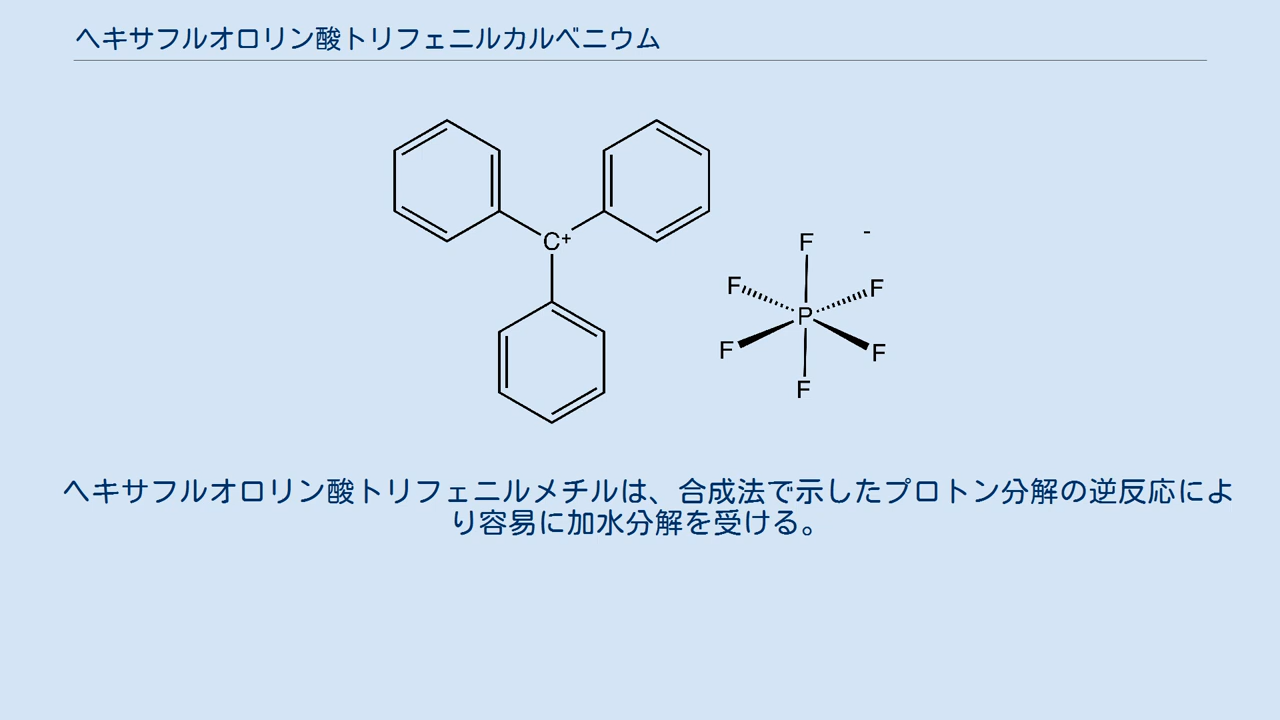 ヘキサフルオロリン酸トリフェニルカルベニウム
C+
F
-
F
F
P
F
F
F
ヘキサフルオロリン酸トリフェニルメチルは、合成法で示したプロトン分解の逆反応によ
り容易に加水分解を受ける。